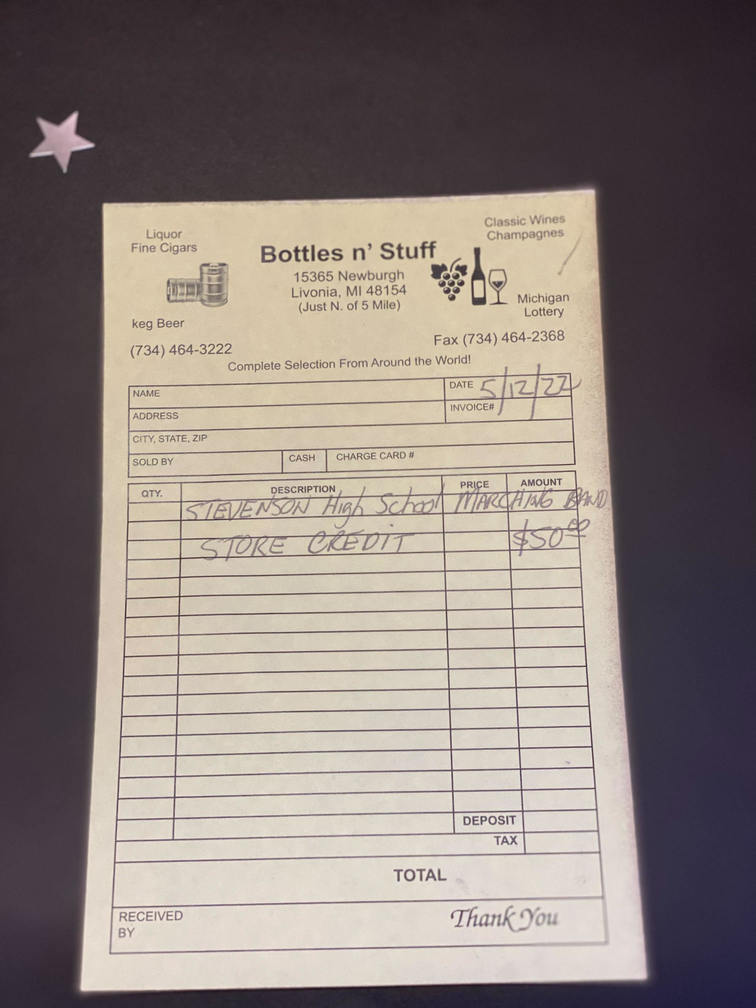 Liquor
Fine Cigars
Classic Wines
Champagnes
Bottles n' Stuff
15365 Newburgh
Livonia, MI 48154
(Just N. of 5 Mile)
keg Beer
Michigan
Lottery
(734) 464-3222
Fax (734) 464-2368
Complete Selection From Around the World!
NAME
DATE 5/12/22
ADDRESS
INVOICE#
CITY, STATE, ZIP
SOLD BY CASH CHARGE CARD #
QTY. DESCRIPTION PRICE AMOUNT
STEVENSON High School MARCHING BAND
STORE CREDIT $50.00
DEPOSIT
TAX
TOTAL
RECEIVED
BY
Thank You